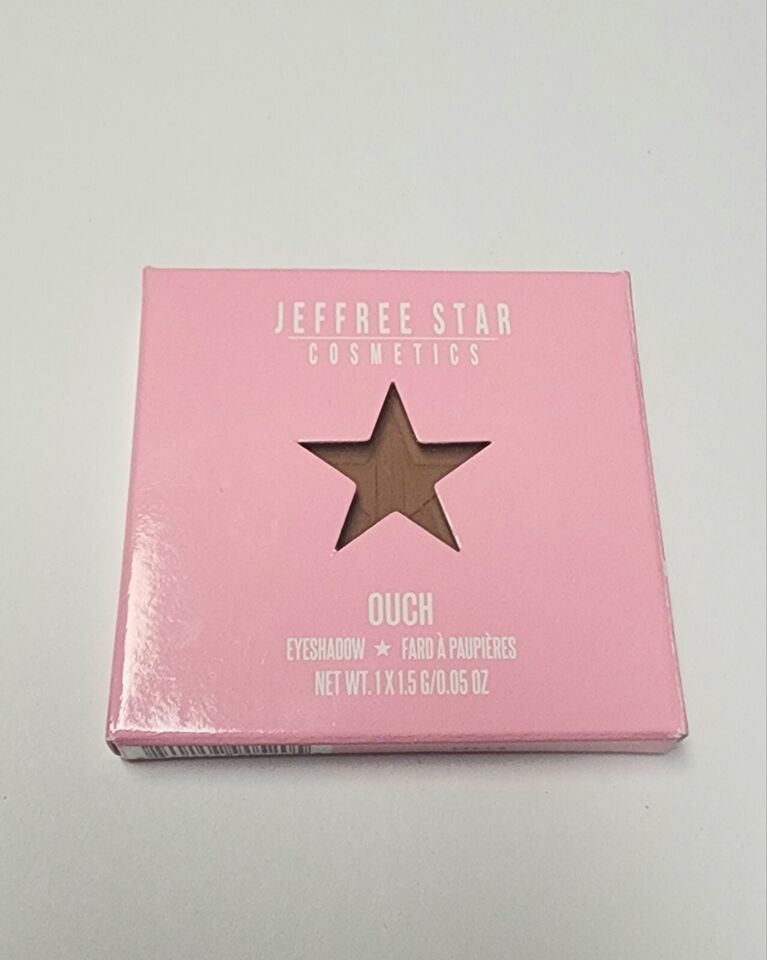 JEFFREE STAR
COSMETICS
OUCH
EYESHADOW ★ FARD À PAUPIÈRES
NET WT. 1 X 1.5 G/0.05 OZ